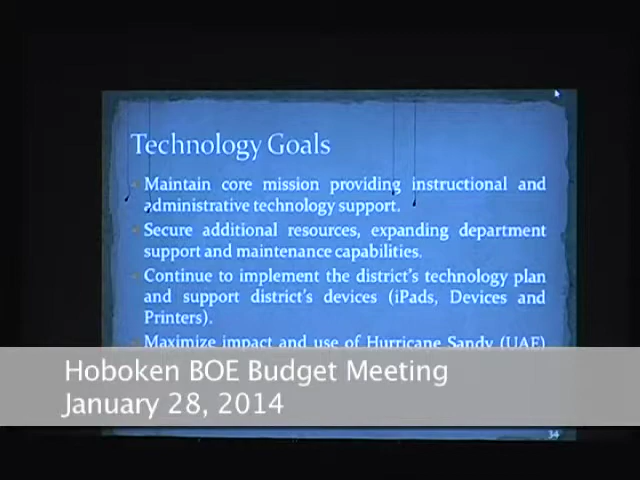 Technology Goals
Maintain core mission providing instructional and
administrative technology support.
Secure additional resources, expanding department
support and maintenance capabilities.
Continue to implement the district's technology plan
and support district's devices (iPads, Devices and
Printers).
Maximize impact and use of Hurricane Sandy (UAE)
Hoboken BOE Budget Meeting
January 28, 2014
34